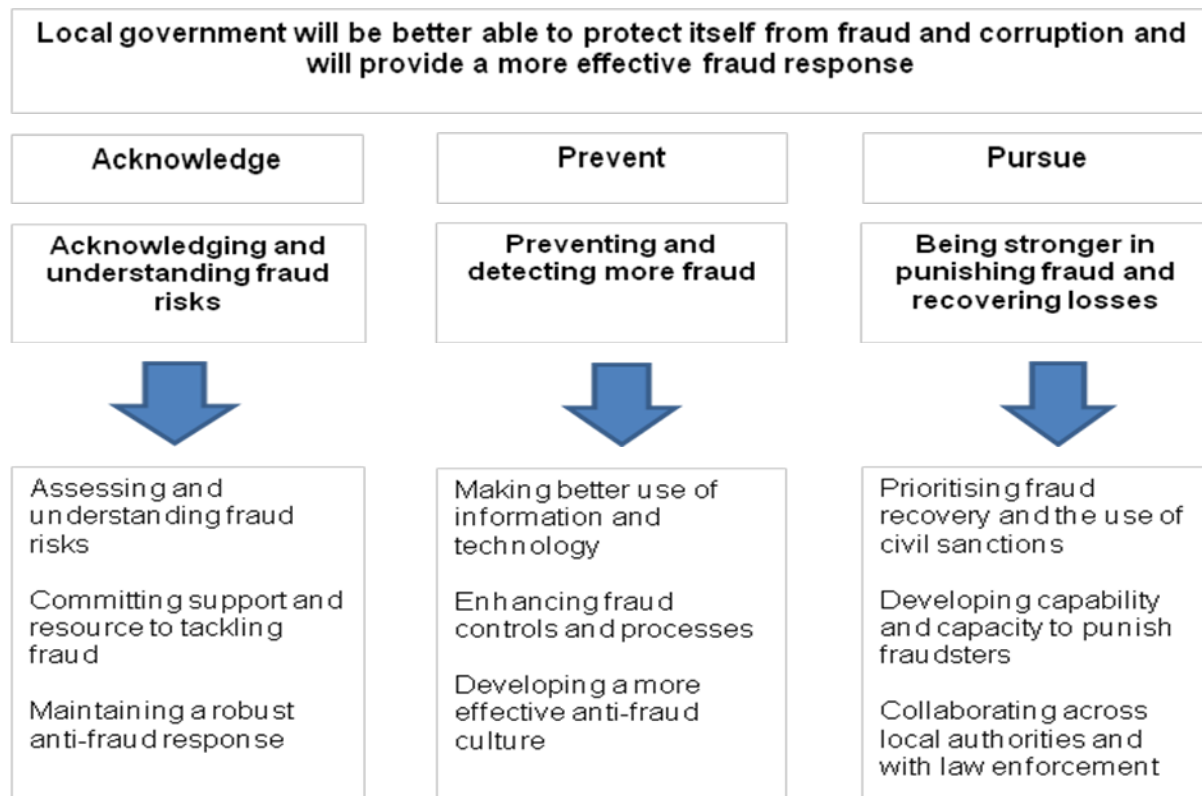 Local government will be better able to protect itself from fraud and corruption and
will provide a more effective fraud response
Acknowledge
Acknowledging and
understanding fraud
risks
Assessing and
understanding fraud
risks
Committing support and
resource to tackling
fraud
Maintaining a robust
anti-fraud response
Prevent
Preventing and
detecting more fraud
Making better use of
information and
technology
Enhancing fraud
controls and processes
Developing a more
effective anti-fraud
culture
Pursue
Being stronger in
punishing fraud and
recovering losses
Prioritising fraud
recovery and the use of
civil sanctions
Developing capability
and capacity to punish
fraudsters
Collaborating across
local authorities and
with law enforcement